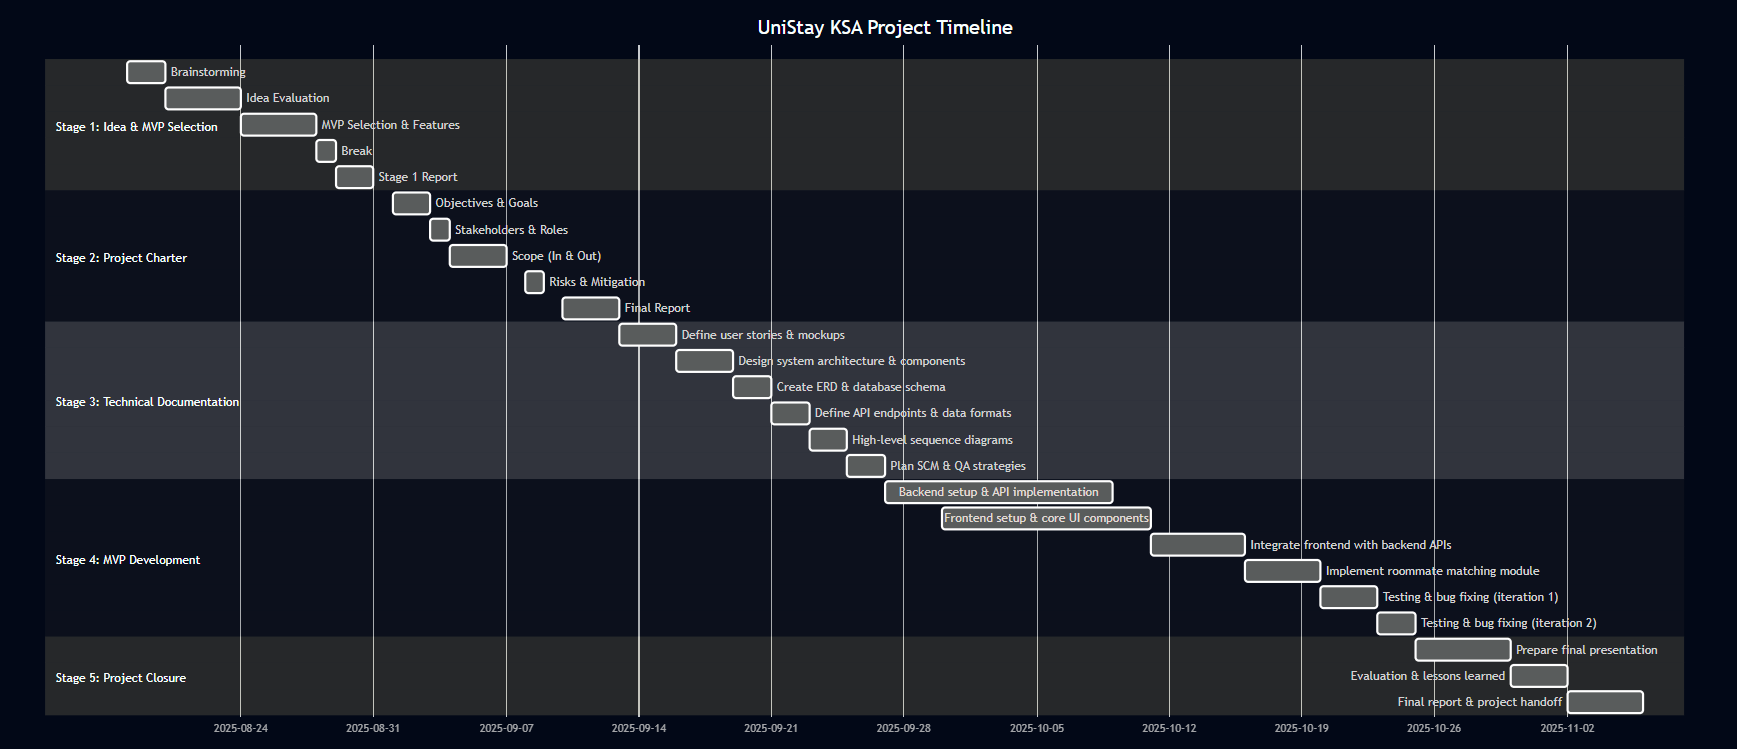 UniStay KSA Project Timeline
Stage 1: Idea & MVP Selection
Brainstorming
Idea Evaluation
MVP Selection & Features
Break
Stage 1 Report
Stage 2: Project Charter
Objectives & Goals
Stakeholders & Roles
Scope (In & Out)
Risks & Mitigation
Final Report
Stage 3: Technical Documentation
Define user stories & mockups
Design system architecture & components
Create ERD & database schema
Define API endpoints & data formats
High-level sequence diagrams
Plan SCM & QA strategies
Stage 4: MVP Development
Backend setup & API implementation
Frontend setup & core UI components
Integrate frontend with backend APIs
Implement roommate matching module
Testing & bug fixing (iteration 1)
Testing & bug fixing (iteration 2)
Stage 5: Project Closure
Prepare final presentation
Evaluation & lessons learned
Final report & project handoff
2025-08-24
2025-08-31
2025-09-07
2025-09-14
2025-09-21
2025-09-28
2025-10-05
2025-10-12
2025-10-19
2025-10-26
2025-11-02